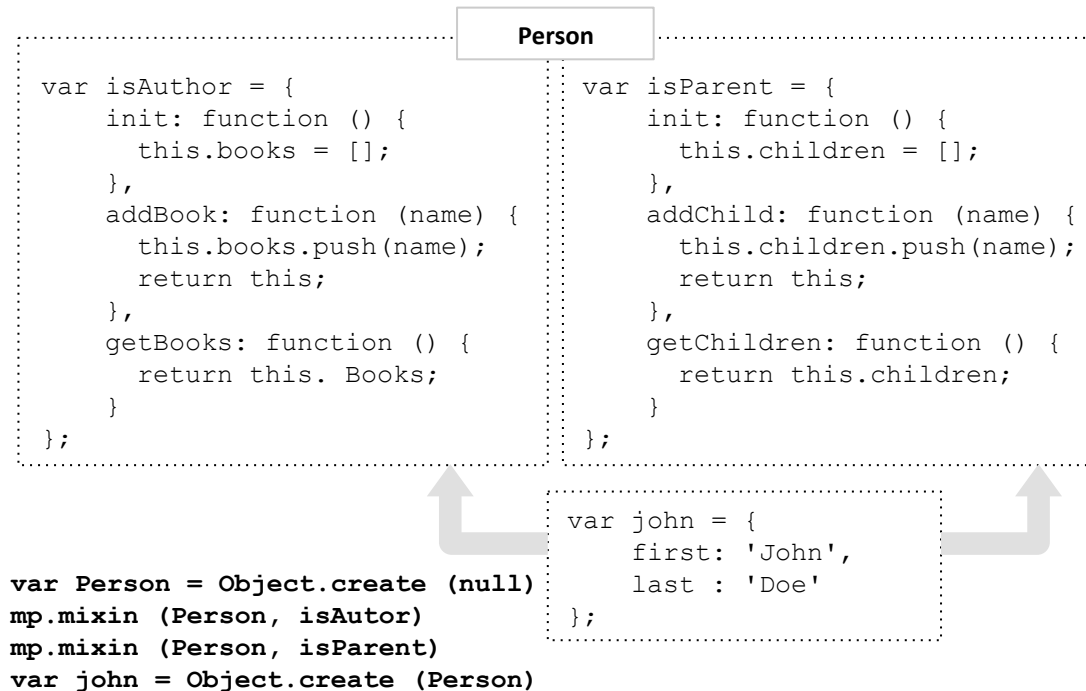 Person
var isAuthor = {
init: function () {
this.books = [];
},
addBook: function (name) {
this.books.push(name);
return this;
},
getBooks: function () {
return this. Books;
}
};
var isParent = {
init: function () {
this.children = [];
},
addChild: function (name) {
this.children.push(name);
return this;
},
getChildren: function () {
return this.children;
}
};
var john = {
first: 'John',
last : 'Doe'
};
var Person = Object.create (null)
mp.mixin (Person, isAutor)
mp.mixin (Person, isParent)
var john = Object.create (Person)